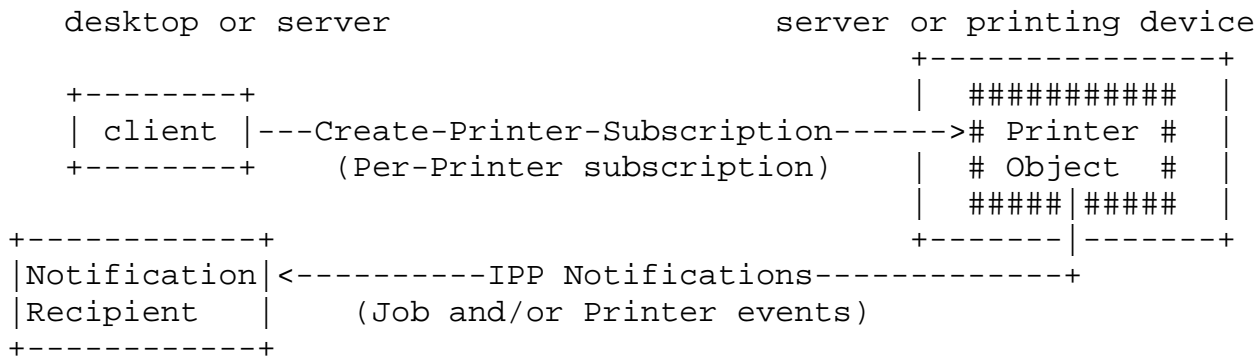 desktop or server server or printing device
+----------------+
+--------+ | ########### |
| client |---Create-Printer-Subscription------># Printer # |
+--------+ (Per-Printer subscription) | # Object # |
| #####|##### |
+------------+ +-------|-------+
|Notification|<----------IPP Notifications-------------+
|Recipient | (Job and/or Printer events)
+------------+